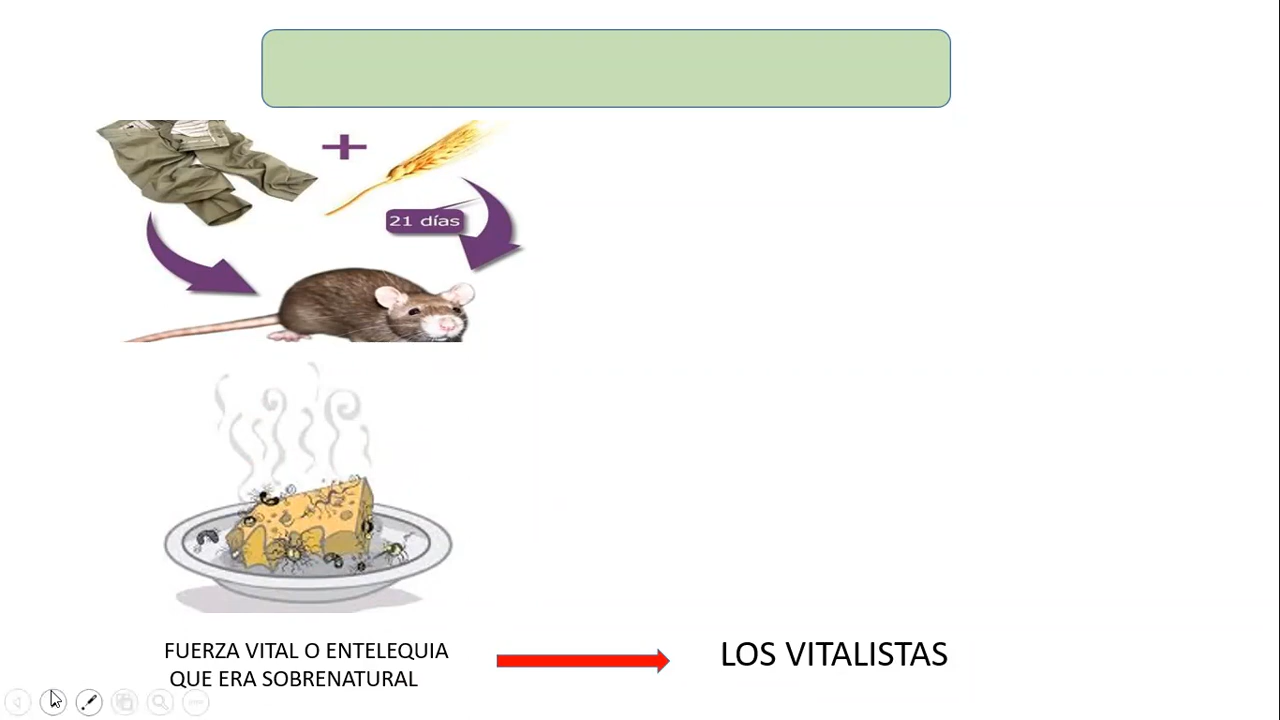 21 días
FUERZA VITAL O ENTELEQUIA
QUE ERA SOBRENATURAL
LOS VITALISTAS